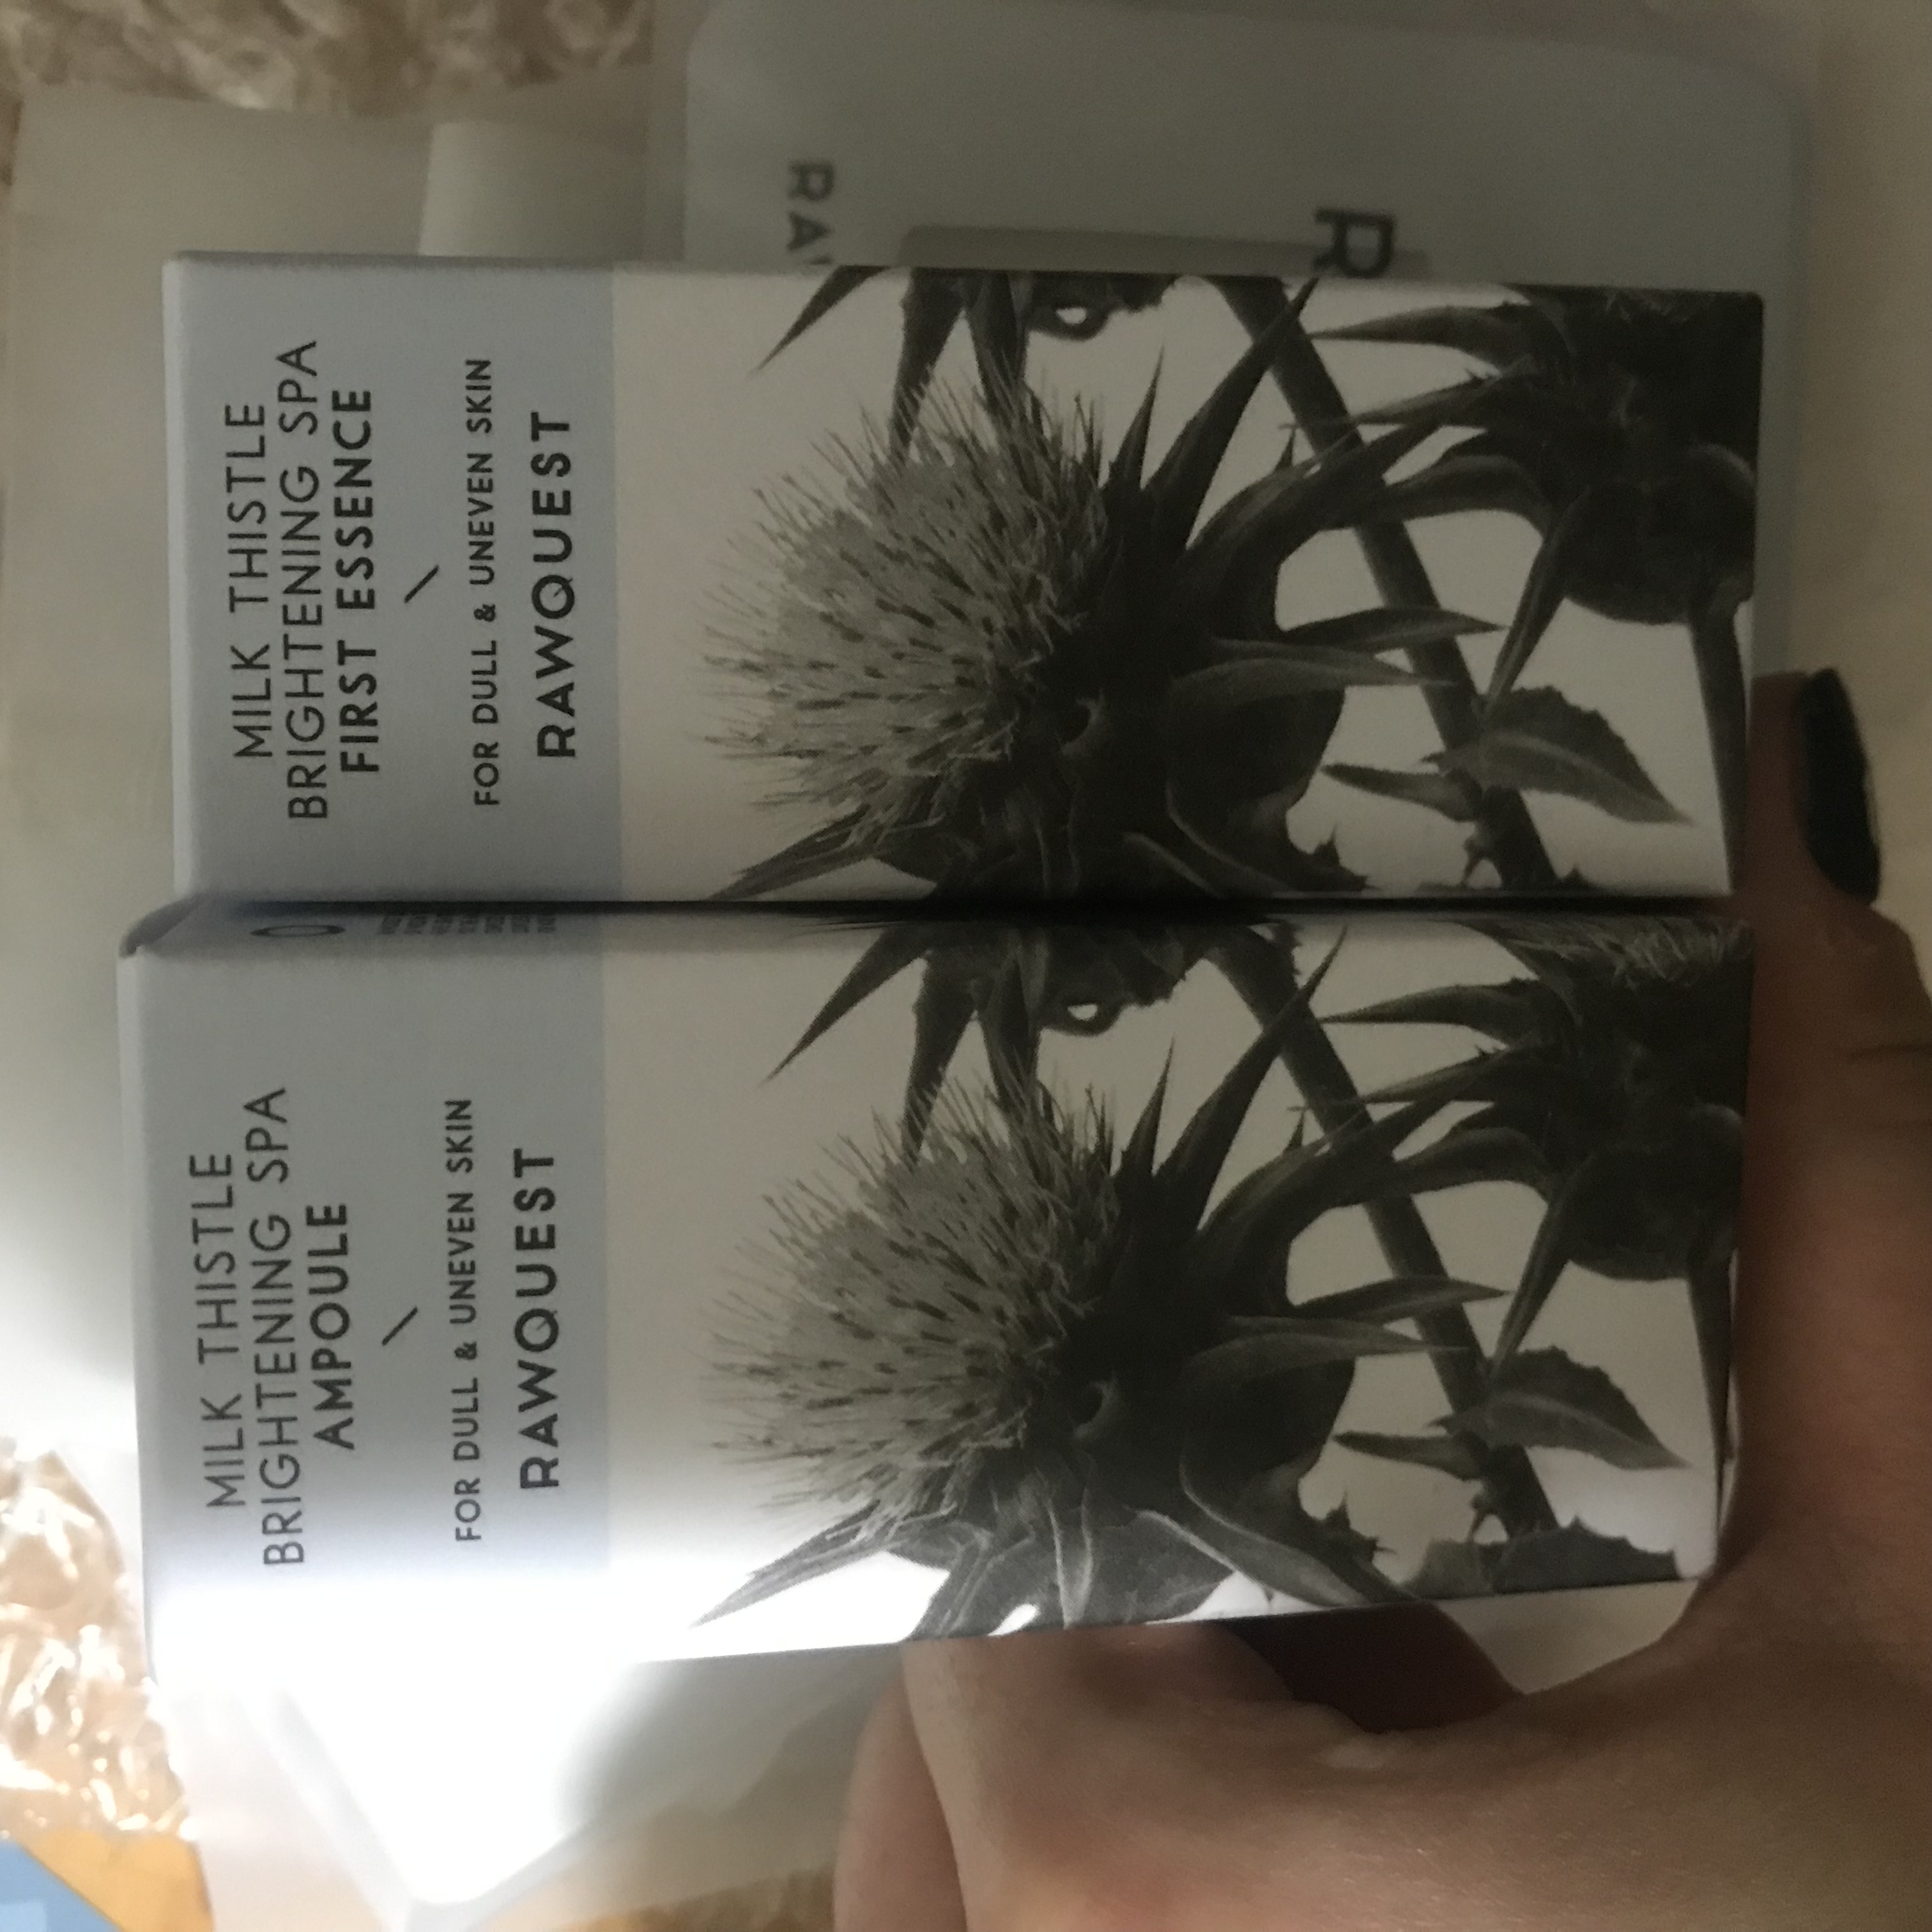 MILK THISTLE
BRIGHTENING SPA
FIRST ESSENCE
FOR DULL & UNEVEN SKIN
RAWQUEST
MILK THISTLE
BRIGHTENING SPA
AMPOULE
FOR DULL & UNEVEN SKIN
RAWQUEST